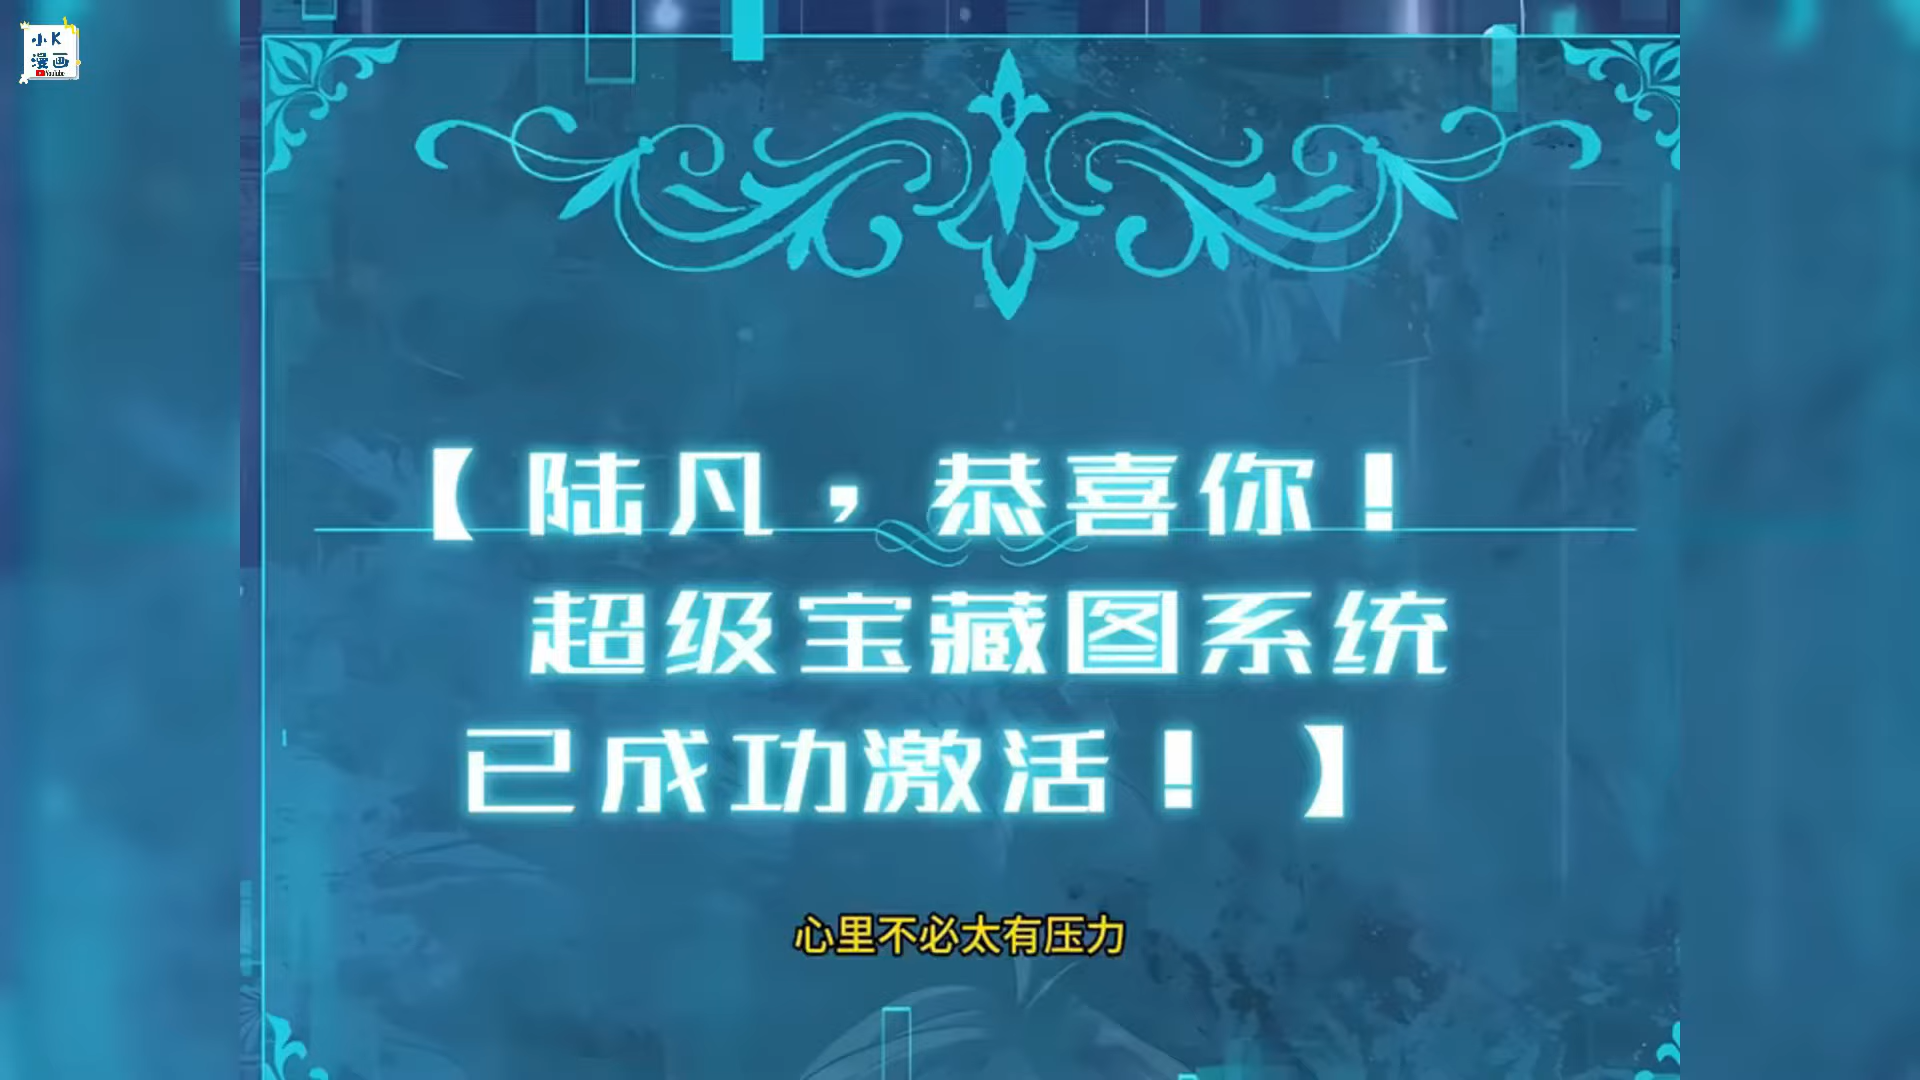 小K
漫画
YouTube
【陆凡，恭喜你！
超级宝藏图系统
已成功激活！】
心里不必太有压力